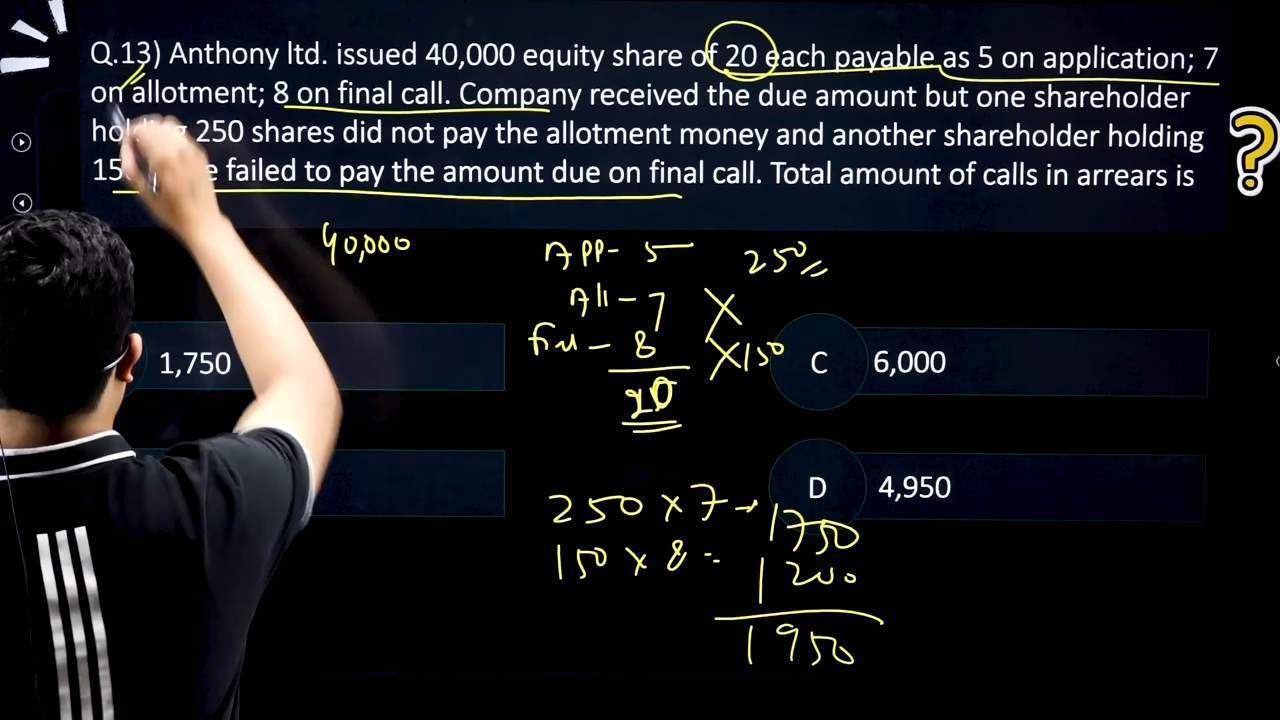 Q.13) Anthony ltd. issued 40,000 equity share of 20 each payable as 5 on application; 7
on allotment; 8 on final call. Company received the due amount but one shareholder
holding 250 shares did not pay the allotment money and another shareholder holding
failed to pay the amount due on final call. Total amount of calls in arrears is
40,000
APP- 5
250
All - 7
Final - 8
150
20
1,750
C 6,000
D 4,950
250 x 7 → 1750
150 x 8 = 1200
1950